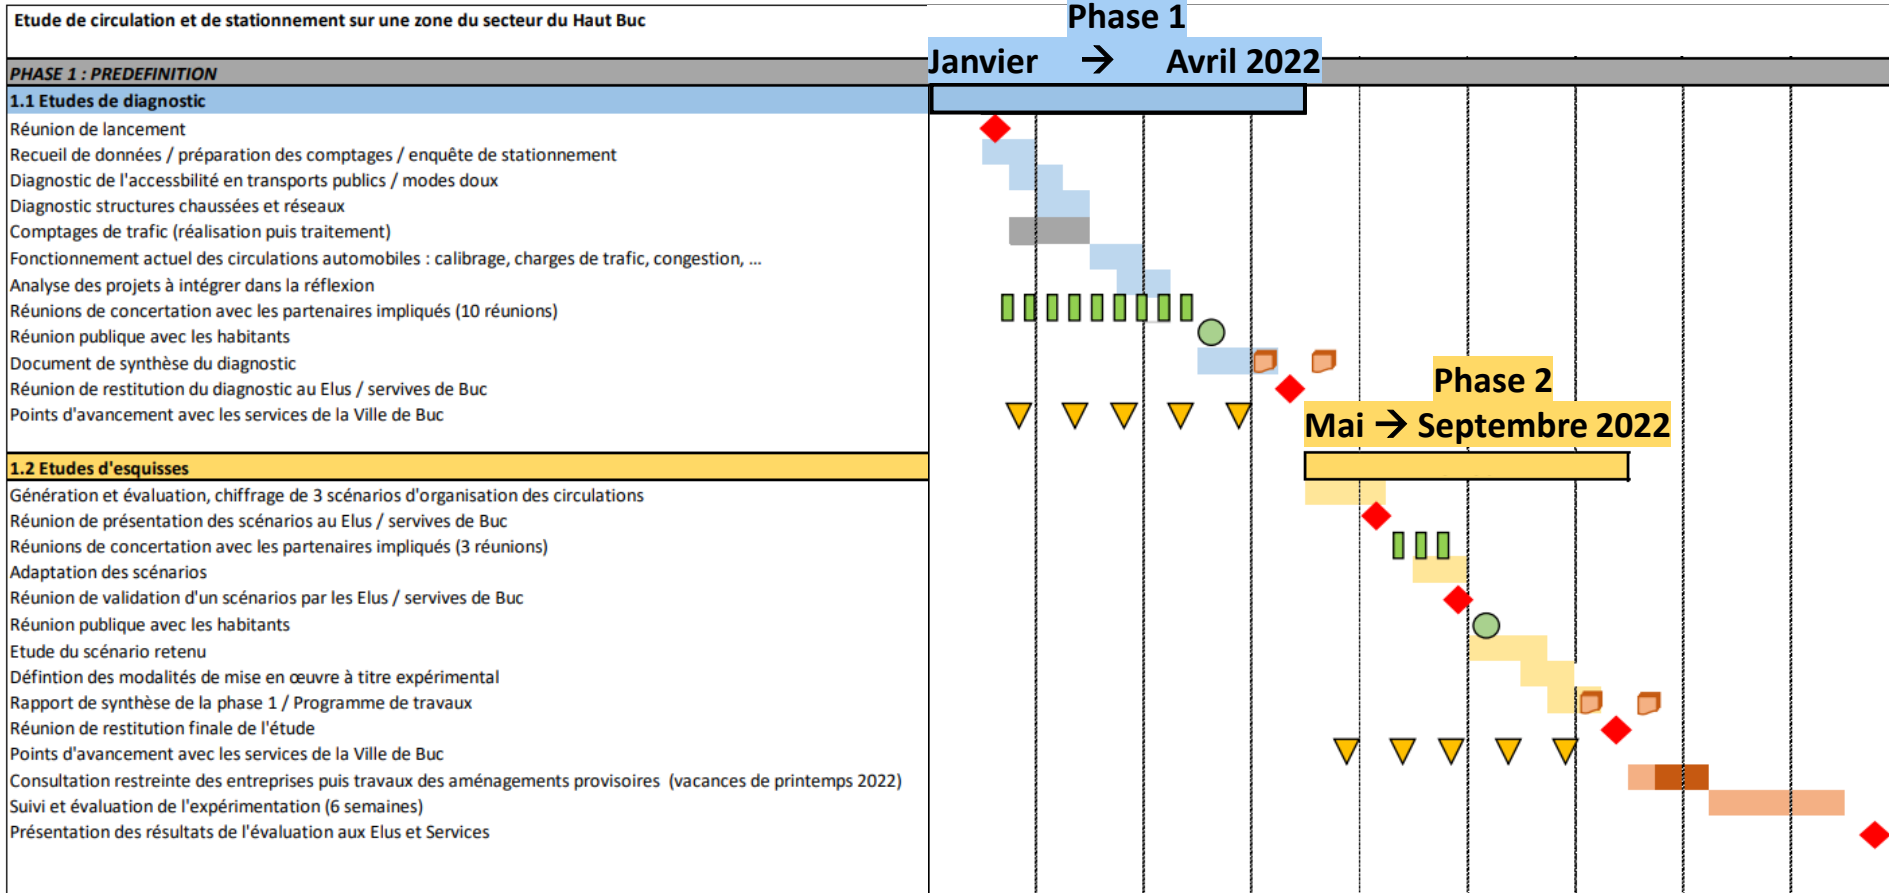 Etude de circulation et de stationnement sur une zone du secteur du Haut Buc
Phase 1
Janvier → Avril 2022
PHASE 1 : PREDEFINITION
1.1 Etudes de diagnostic
Réunion de lancement
Recueil de données / préparation des comptages / enquête de stationnement
Diagnostic de l'accessbilité en transports publics / modes doux
Diagnostic structures chaussées et réseaux
Comptages de trafic (réalisation puis traitement)
Fonctionnement actuel des circulations automobiles : calibrage, charges de trafic, congestion, ...
Analyse des projets à intégrer dans la réflexion
Réunions de concertation avec les partenaires impliqués (10 réunions)
Réunion publique avec les habitants
Document de synthèse du diagnostic
Réunion de restitution du diagnostic au Elus / servives de Buc
Points d'avancement avec les services de la Ville de Buc
Phase 2
Mai → Septembre 2022
1.2 Etudes d'esquisses
Génération et évaluation, chiffrage de 3 scénarios d'organisation des circulations
Réunion de présentation des scénarios au Elus / servives de Buc
Réunions de concertation avec les partenaires impliqués (3 réunions)
Adaptation des scénarios
Réunion de validation d'un scénarios par les Elus / servives de Buc
Réunion publique avec les habitants
Etude du scénario retenu
Défintion des modalités de mise en œuvre à titre expérimental
Rapport de synthèse de la phase 1 / Programme de travaux
Réunion de restitution finale de l'étude
Points d'avancement avec les services de la Ville de Buc
Consultation restreinte des entreprises puis travaux des aménagements provisoires (vacances de printemps 2022)
Suivi et évaluation de l'expérimentation (6 semaines)
Présentation des résultats de l'évaluation aux Elus et Services